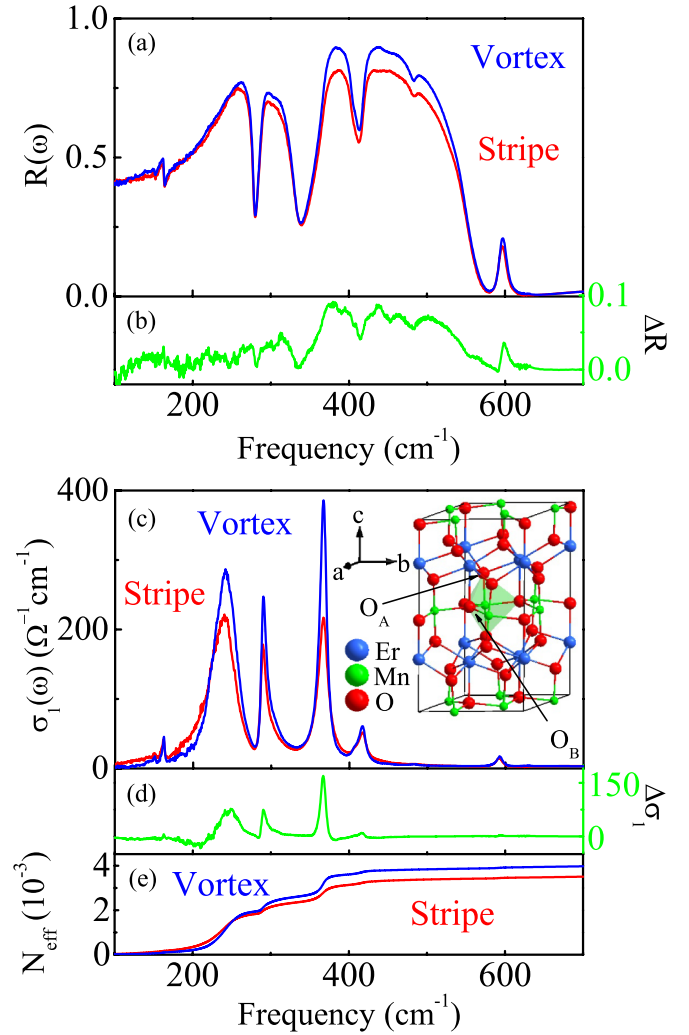 1.0
(a)
Vortex
R(ω)
0.5
Stripe
0.0
0.1
(b)
ΔR
0.0
200
400
600
Frequency (cm⁻¹)
400
(c)
Vortex
c
a
b
Stripe
σ₁(ω) (Ω⁻¹cm⁻¹)
200
O_A
Er
Mn
O
O_B
0
(d)
150
Δσ₁
0
4
(e)
Vortex
N_eff (10⁻³)
2
Stripe
0
200
400
600
Frequency (cm⁻¹)